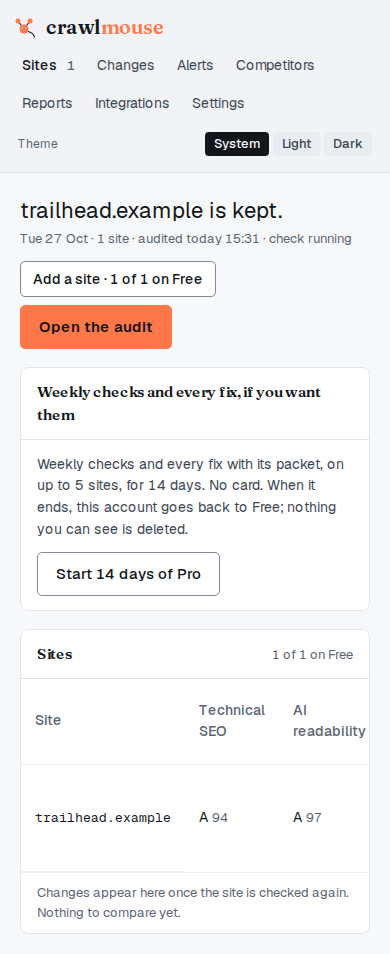 crawlmouse
Sites 1 Changes Alerts Competitors
Reports Integrations Settings
Theme System Light Dark
trailhead.example is kept.
Tue 27 Oct · 1 site · audited today 15:31 · check running
Add a site · 1 of 1 on Free
Open the audit
Weekly checks and every fix, if you want
them
Weekly checks and every fix with its packet, on
up to 5 sites, for 14 days. No card. When it
ends, this account goes back to Free; nothing
you can see is deleted.
Start 14 days of Pro
Sites 1 of 1 on Free
Site Technical SEO AI readability
trailhead.example A 94 A 97
Changes appear here once the site is checked again.
Nothing to compare yet.